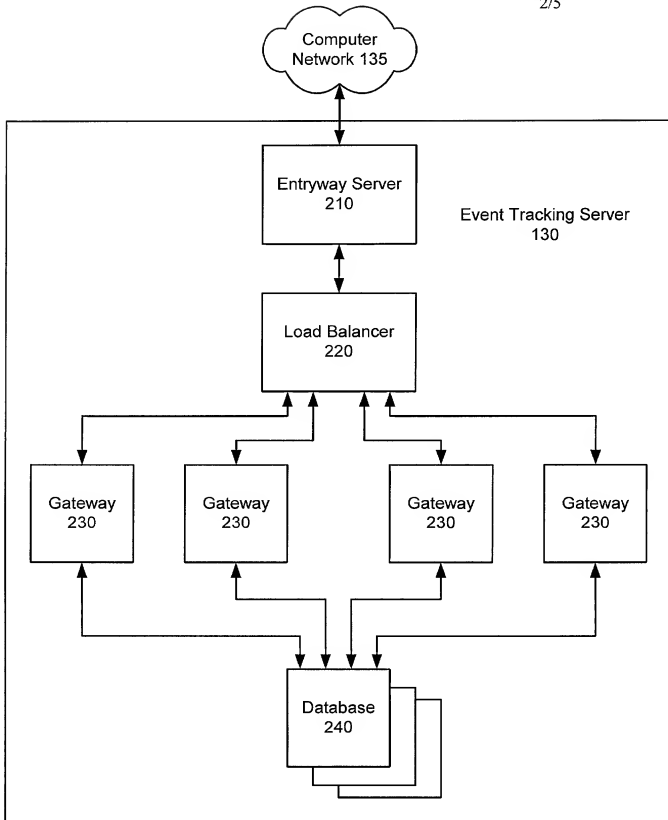 2/5
Computer
Network 135
Entryway Server
210
Event Tracking Server
130
Load Balancer
220
Gateway
230
Gateway
230
Gateway
230
Gateway
230
Database
240